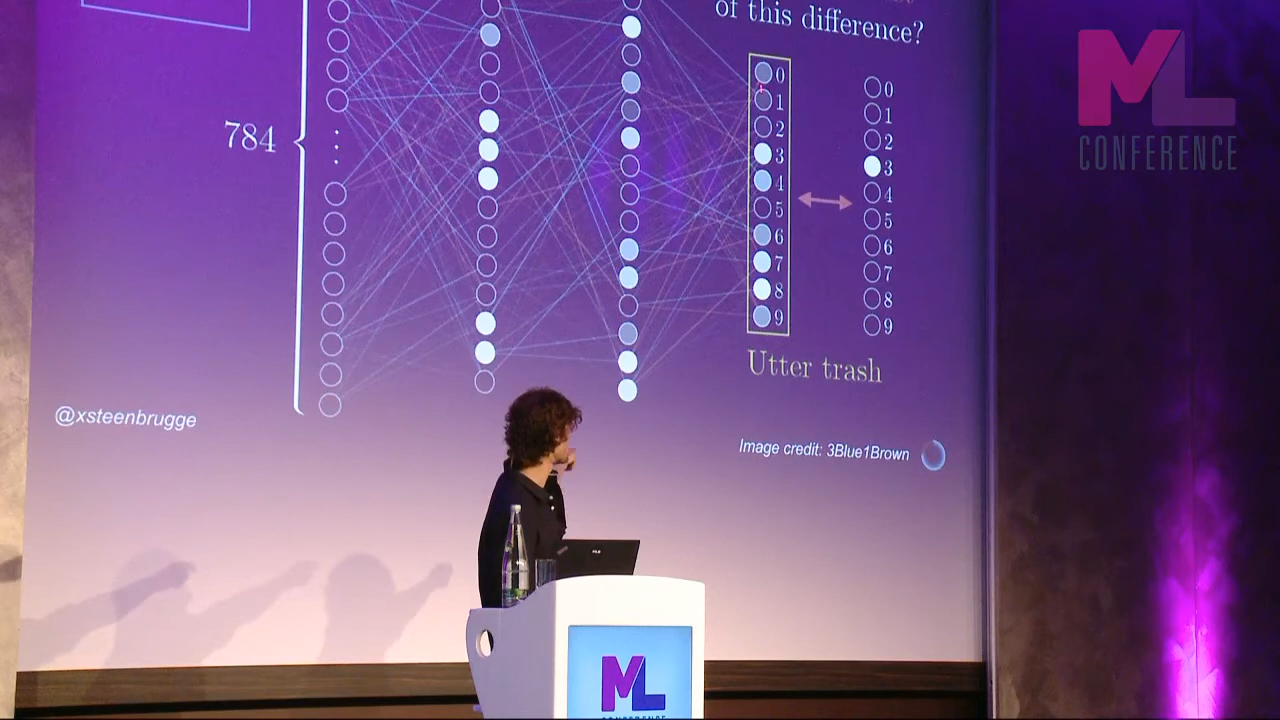 of this difference?
784
0
1
2
3
4
5
6
7
8
9
0
1
2
3
4
5
6
7
8
9
Utter trash
@xsteenbrugge
Image credit: 3Blue1Brown
ML
CONFERENCE
ML
CONFERENCE